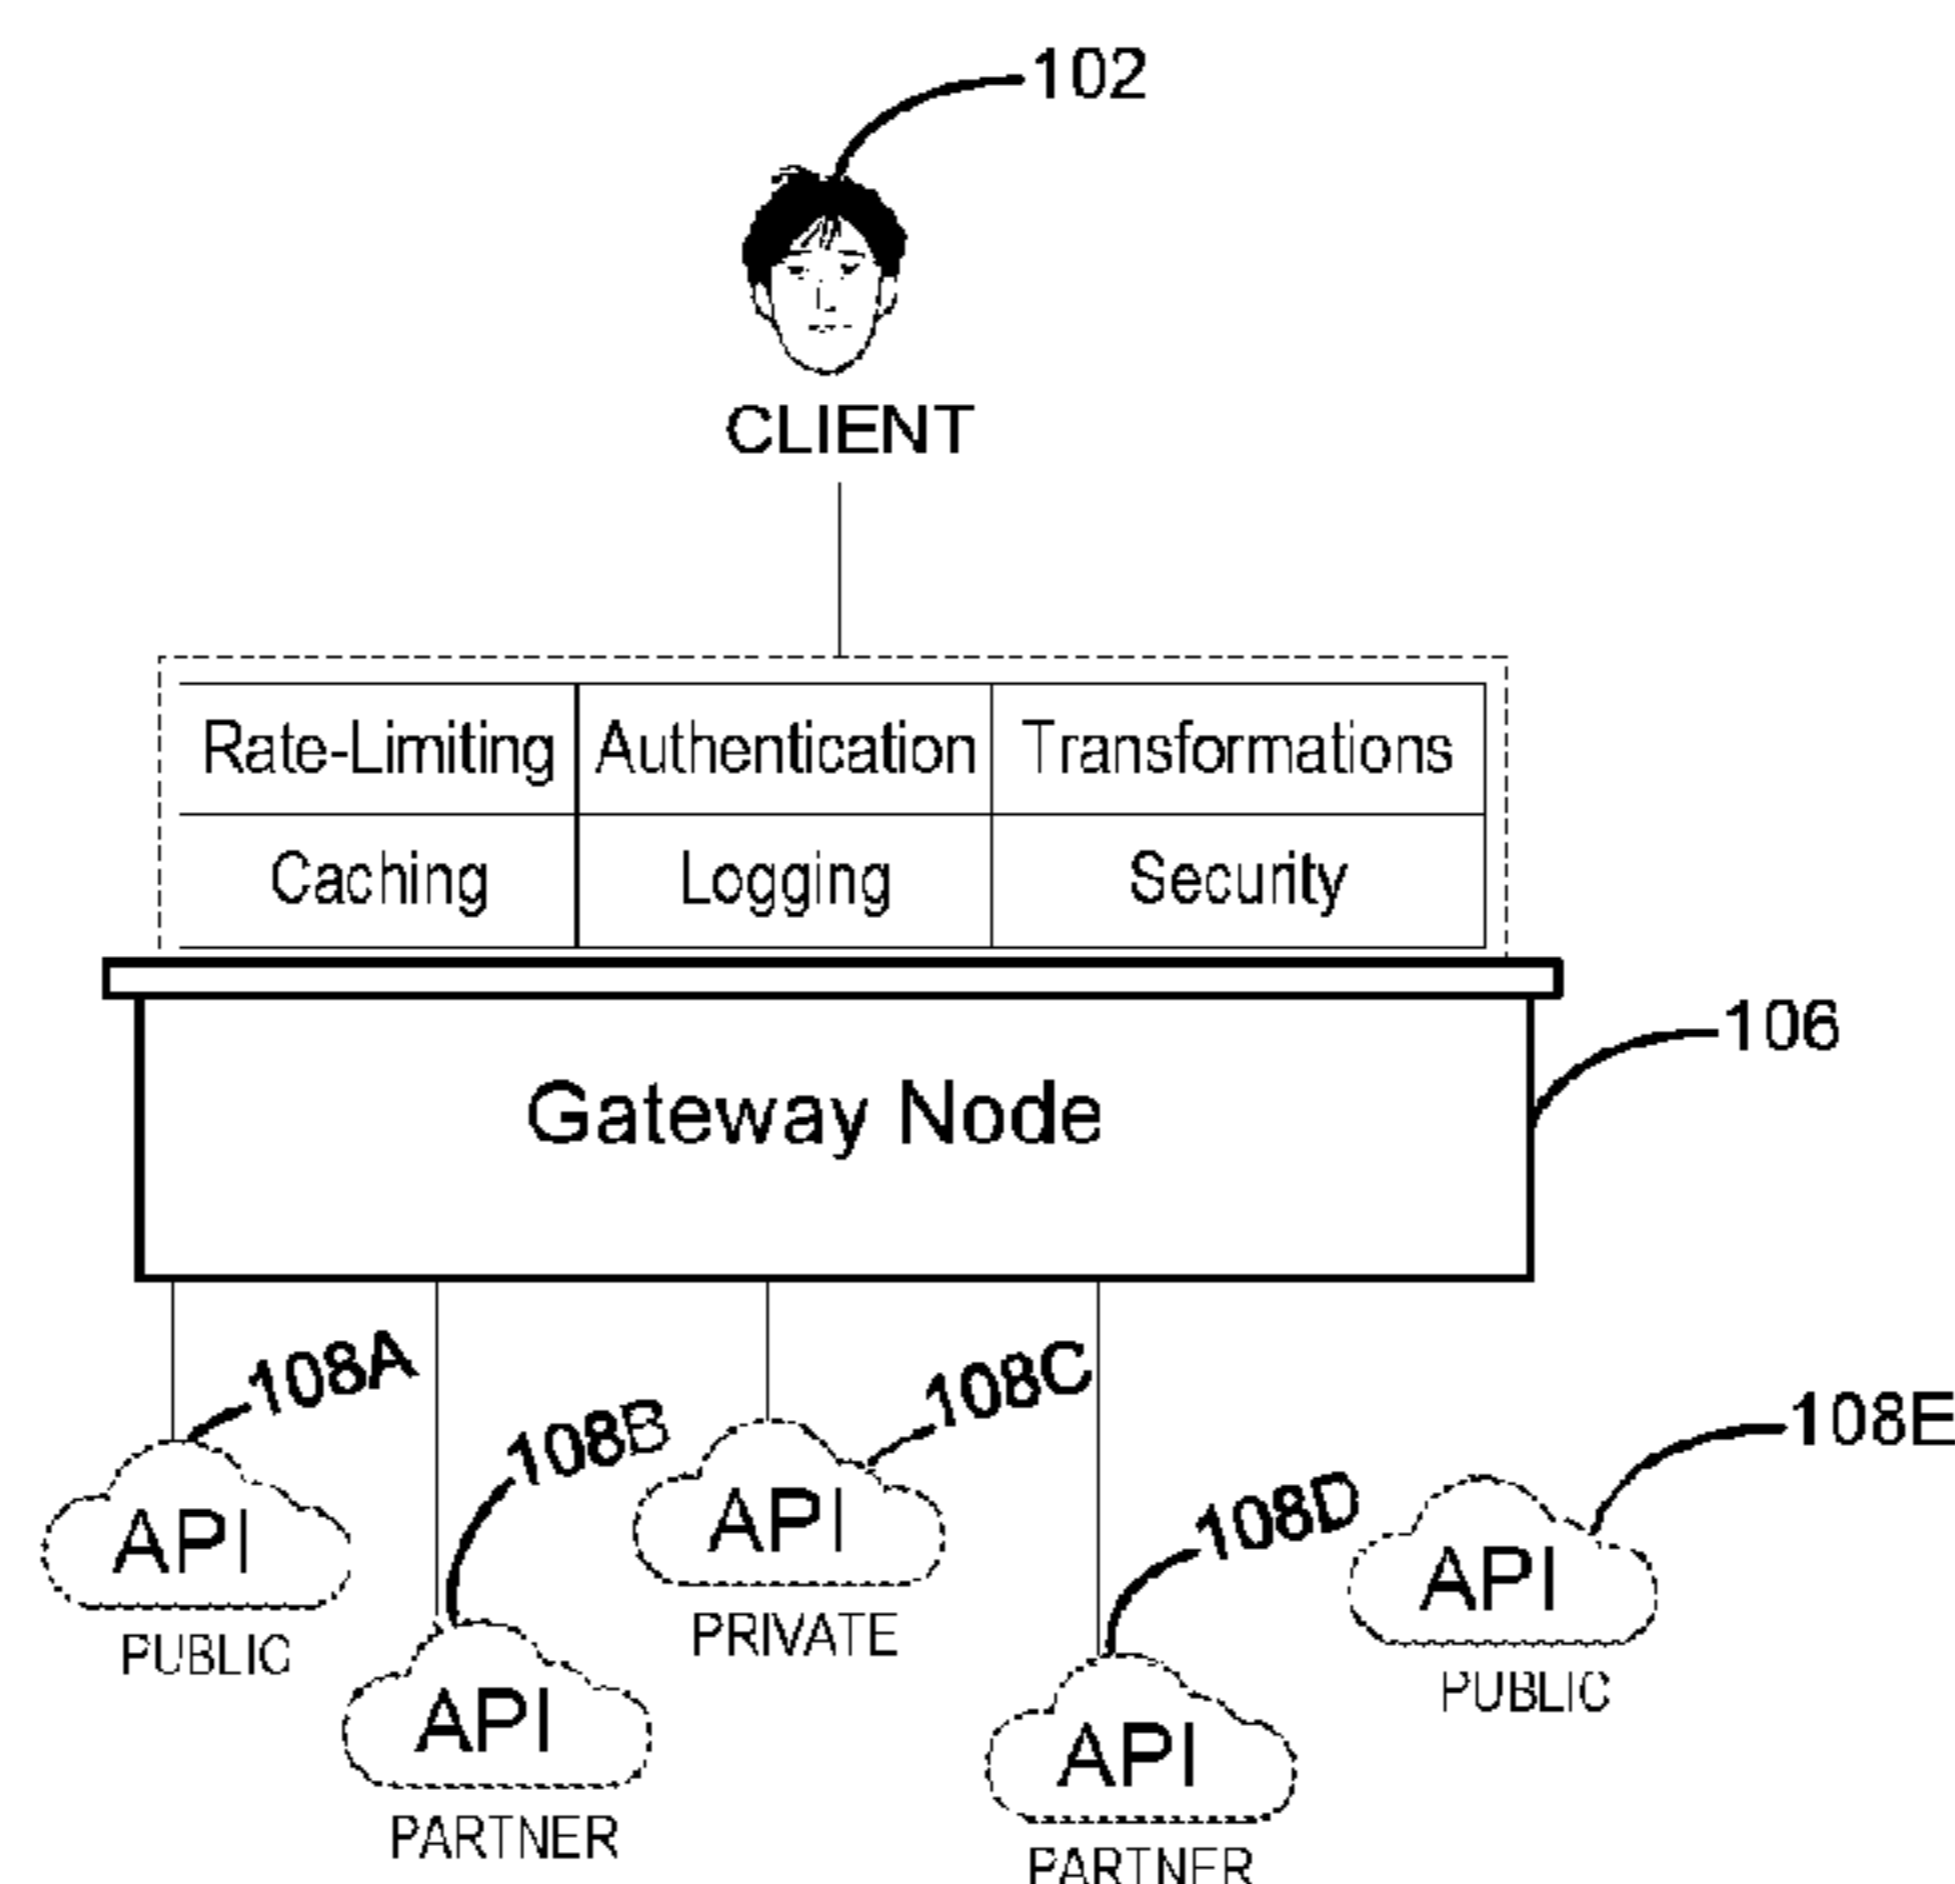 102
CLIENT
Rate-Limiting Authentication Transformations
Caching Logging Security
106
Gateway Node
108A
108B
108C
108D
108E
API
PUBLIC
API
PARTNER
API
PRIVATE
API
PARTNER
API
PUBLIC